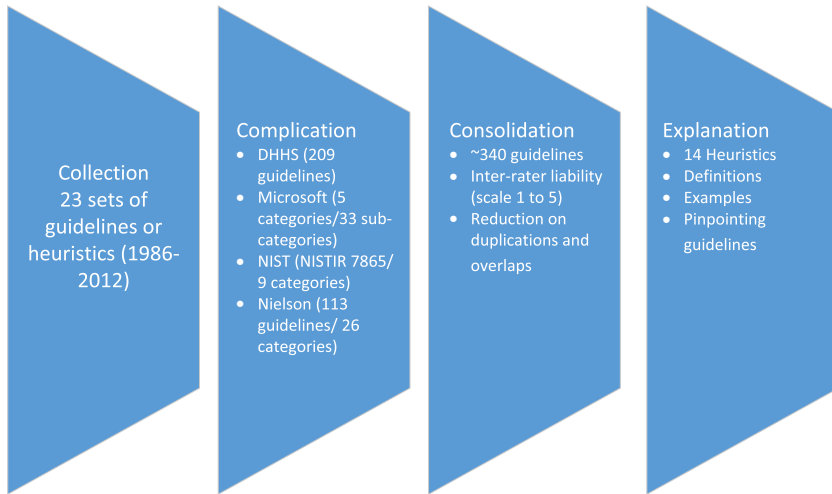 Collection
23 sets of
guidelines or
heuristics (1986-
2012)
Complication
• DHHS (209
guidelines)
• Microsoft (5
categories/33 sub-
categories)
• NIST (NISTIR 7865/
9 categories)
• Nielson (113
guidelines/ 26
categories)
Consolidation
• ~340 guidelines
• Inter-rater liability
(scale 1 to 5)
• Reduction on
duplications and
overlaps
Explanation
• 14 Heuristics
• Definitions
• Examples
• Pinpointing
guidelines